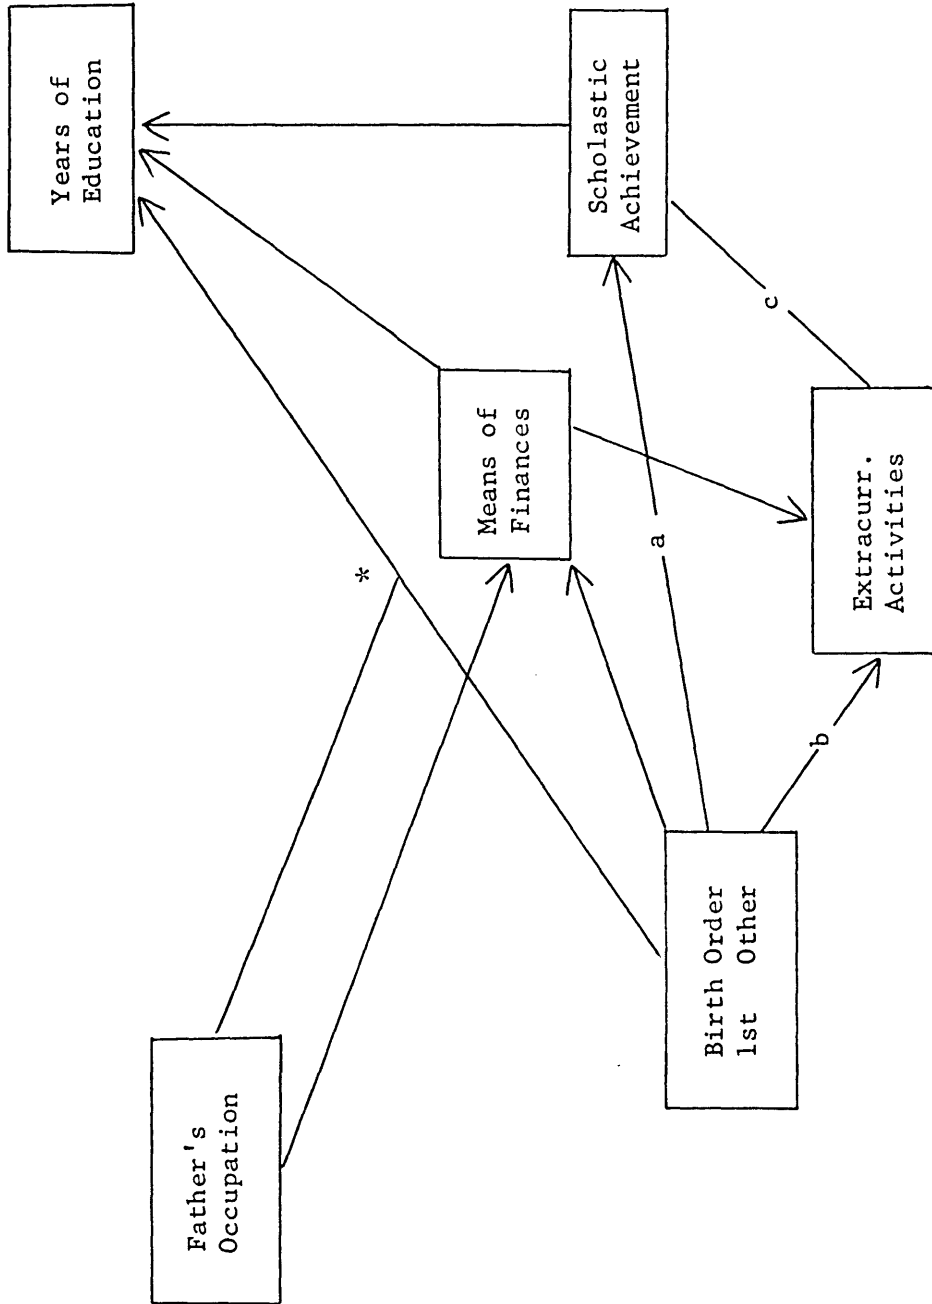 Years of
Education
Father's
Occupation
*
Means of
Finances
Scholastic
Achievement
Birth Order
1st Other
a
b
c
Extracurr.
Activities